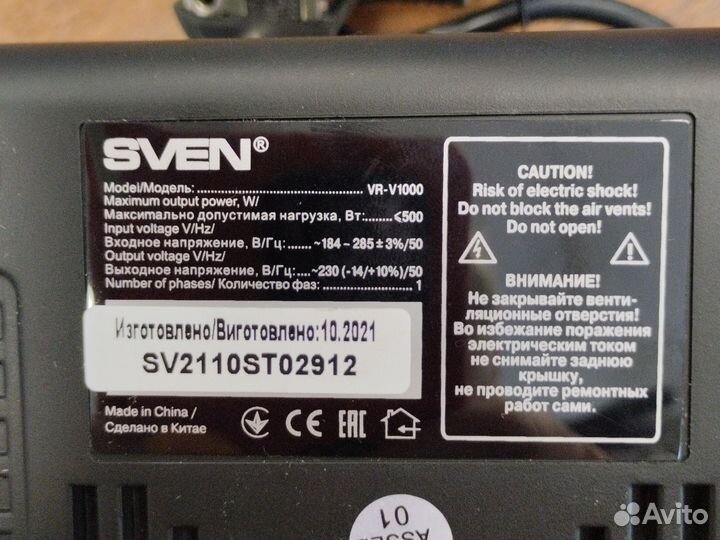 SVEN®
Model/Модель: VR-V1000
Maximum output power, W/
Максимально допустимая нагрузка, Вт: ≤500
Input voltage V/Hz/
Входное напряжение, В/Гц: ~184 – 285 ± 3%/50
Output voltage V/Hz/
Выходное напряжение, В/Гц: ~230 (-14/+10%)/50
Number of phases/ Количество фаз: 1
Изготовлено/Виготовлено:10.2021
SV2110ST02912
Made in China /
Сделано в Китае
CE EAC
CAUTION!
Risk of electric shock!
Do not block the air vents!
Do not open!
ВНИМАНИЕ!
Не закрывайте венти-
ляционные отверстия!
Во избежание поражения
электрическим током
не снимайте заднюю
крышку,
не проводите ремонтных
работ сами.
01
Avito